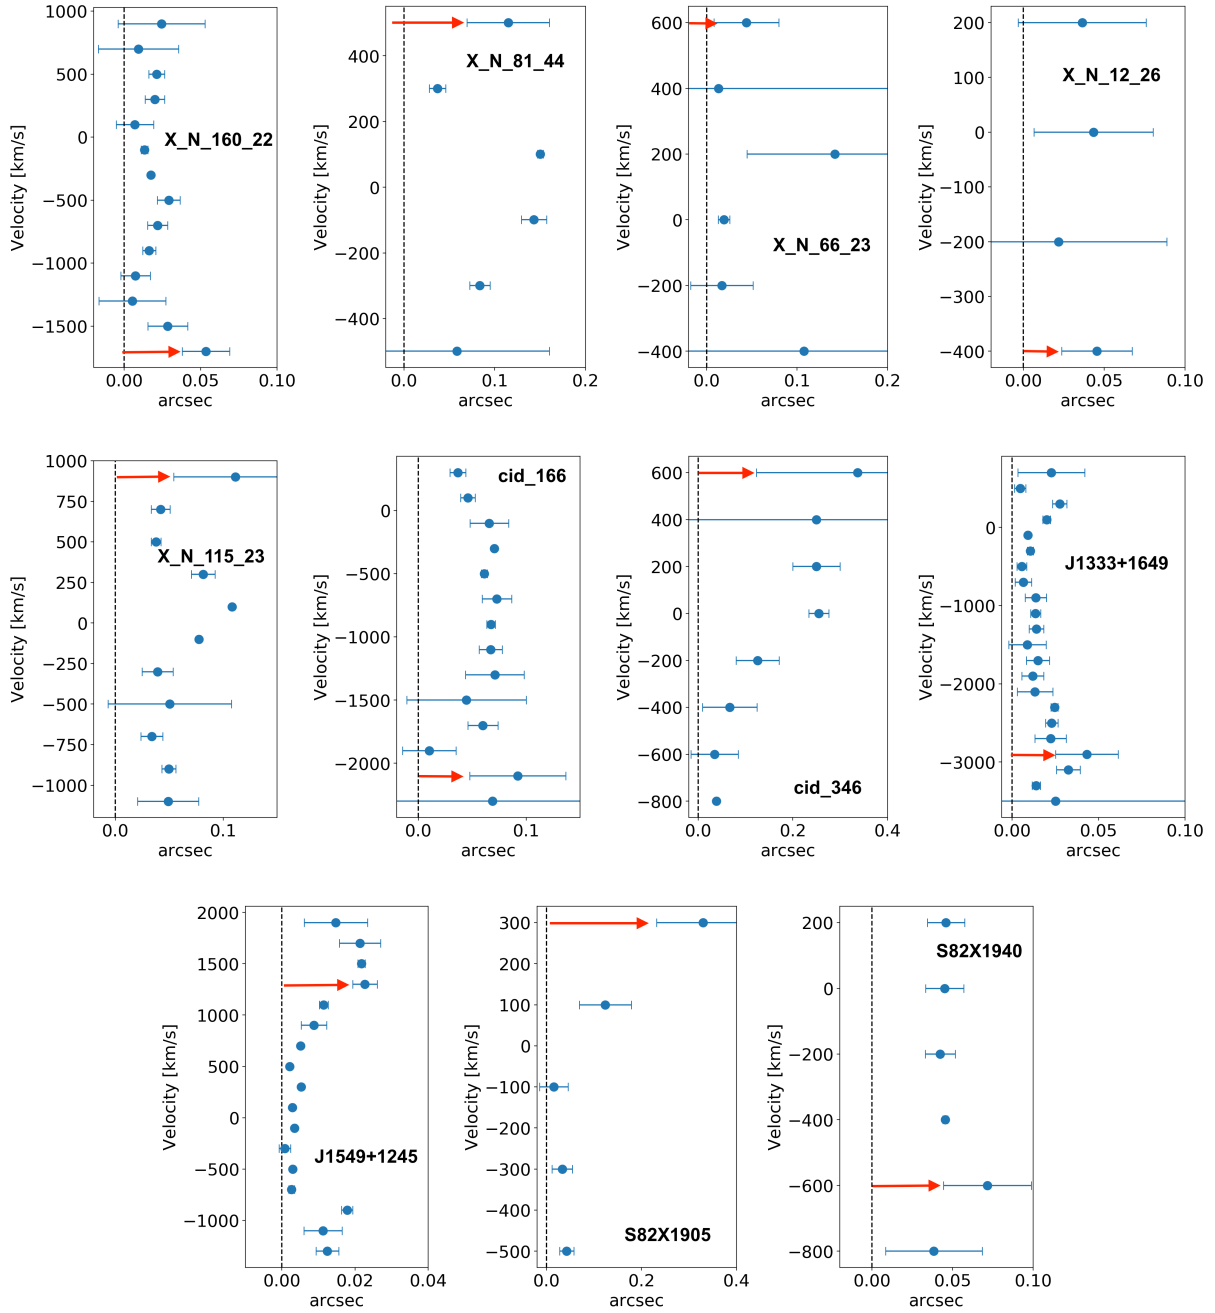 1000
500
0
−500
−1000
−1500
Velocity [km/s]
X_N_160_22
0.00 0.05 0.10
arcsec
400
200
0
−200
−400
Velocity [km/s]
X_N_81_44
0.0 0.1 0.2
arcsec
600
400
200
0
−200
−400
Velocity [km/s]
X_N_66_23
0.0 0.1 0.2
arcsec
200
100
0
−100
−200
−300
−400
Velocity [km/s]
X_N_12_26
0.00 0.05 0.10
arcsec
1000
750
500
250
0
−250
−500
−750
−1000
Velocity [km/s]
X_N_115_23
0.0 0.1
arcsec
0
−500
−1000
−1500
−2000
Velocity [km/s]
cid_166
0.0 0.1
arcsec
600
400
200
0
−200
−400
−600
−800
Velocity [km/s]
cid_346
0.0 0.2 0.4
arcsec
0
−1000
−2000
−3000
Velocity [km/s]
J1333+1649
0.00 0.05 0.10
arcsec
2000
1500
1000
500
0
−500
−1000
Velocity [km/s]
J1549+1245
0.00 0.02 0.04
arcsec
300
200
100
0
−100
−200
−300
−400
−500
Velocity [km/s]
S82X1905
0.0 0.2 0.4
arcsec
200
0
−200
−400
−600
−800
Velocity [km/s]
S82X1940
0.00 0.05 0.10
arcsec